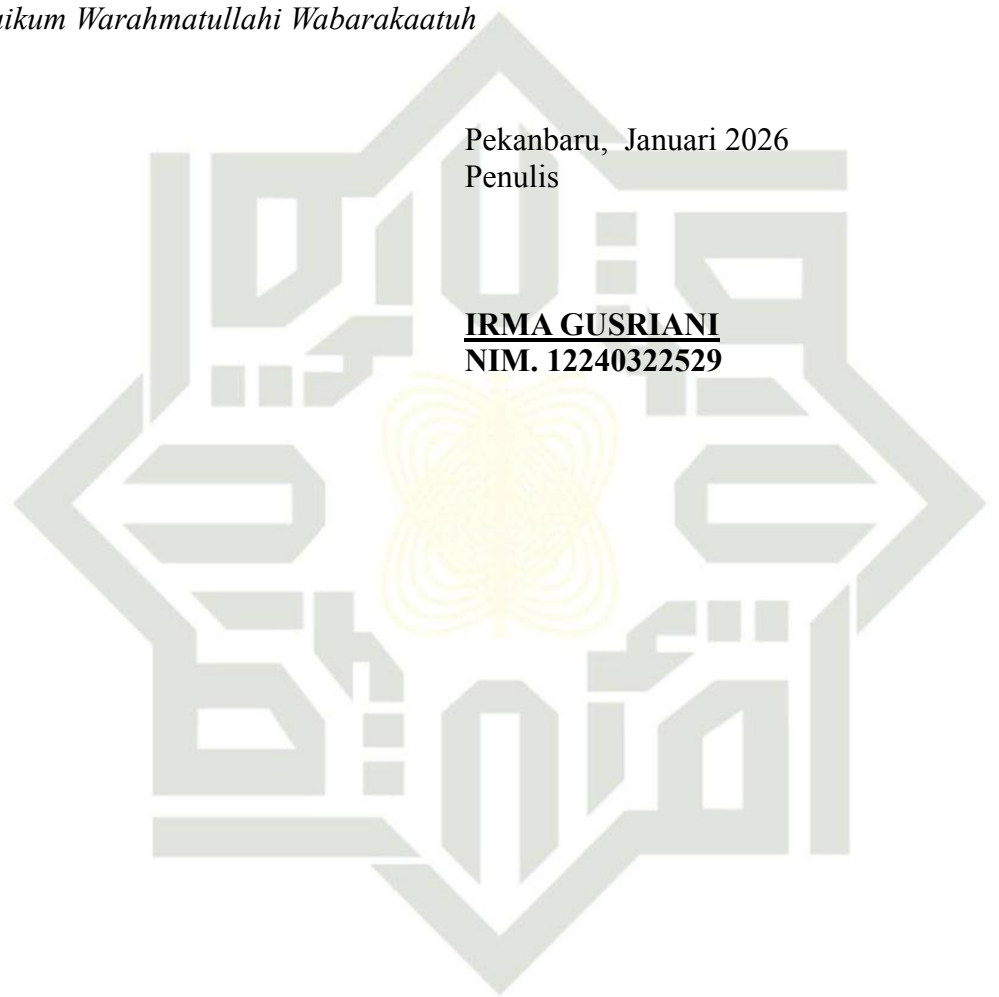 ikum Warahmatullahi Wabarakaatuh
Pekanbaru, Januari 2026
Penulis
IRMA GUSRIANI
NIM. 12240322529